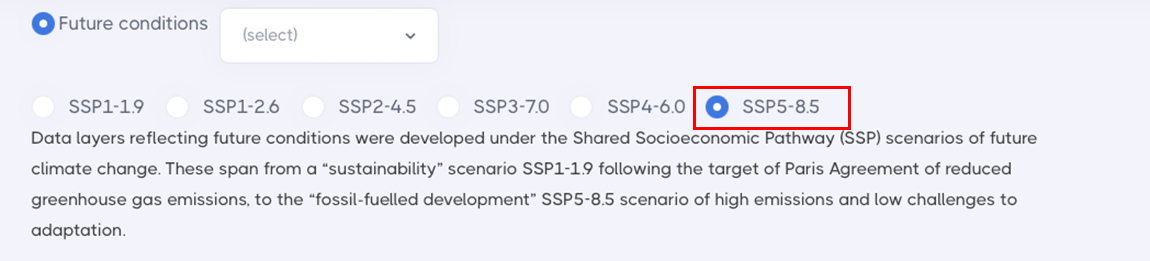 Future conditions (select)
SSP1-1.9 SSP1-2.6 SSP2-4.5 SSP3-7.0 SSP4-6.0 SSP5-8.5
Data layers reflecting future conditions were developed under the Shared Socioeconomic Pathway (SSP) scenarios of future
climate change. These span from a “sustainability” scenario SSP1-1.9 following the target of Paris Agreement of reduced
greenhouse gas emissions, to the “fossil-fuelled development” SSP5-8.5 scenario of high emissions and low challenges to
adaptation.